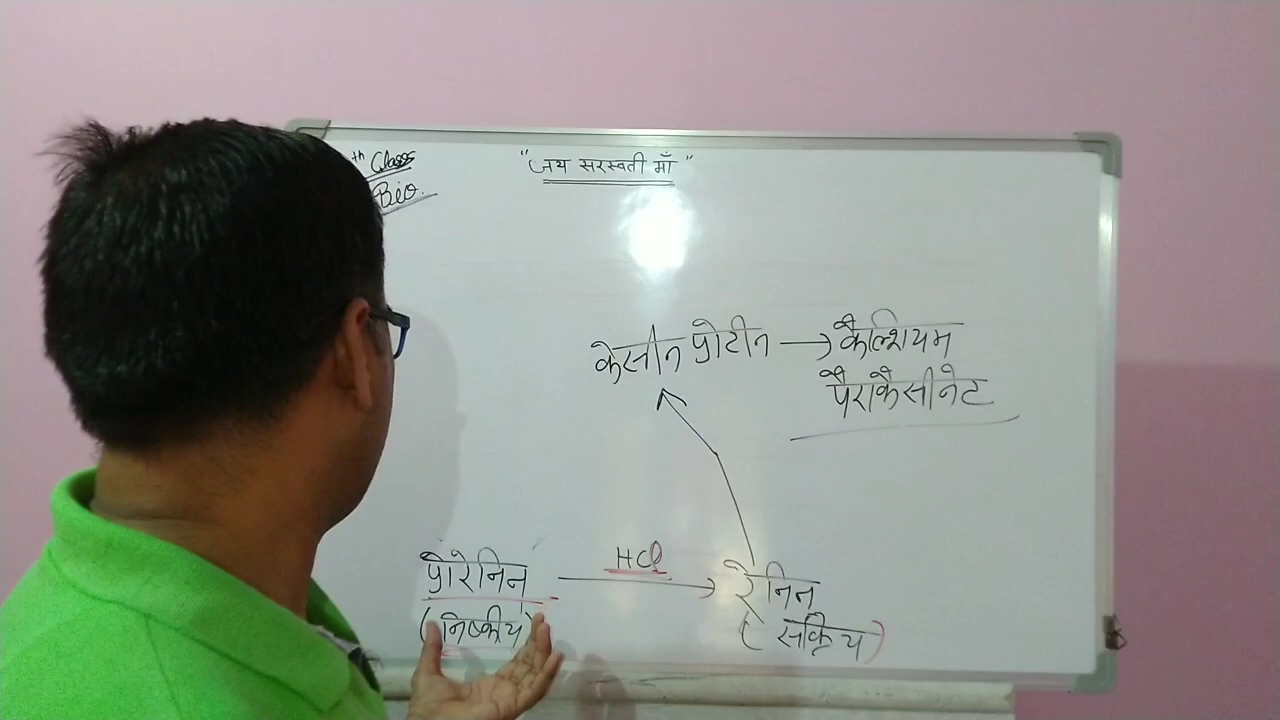 th Class
Bio.
"जय सरस्वती माँ"
केसीन प्रोटीन → कैल्शियम
पैराकैसीनेट
HCl
प्रोरेनिन → रेनिन
(निष्क्रीय) (सक्रिय)